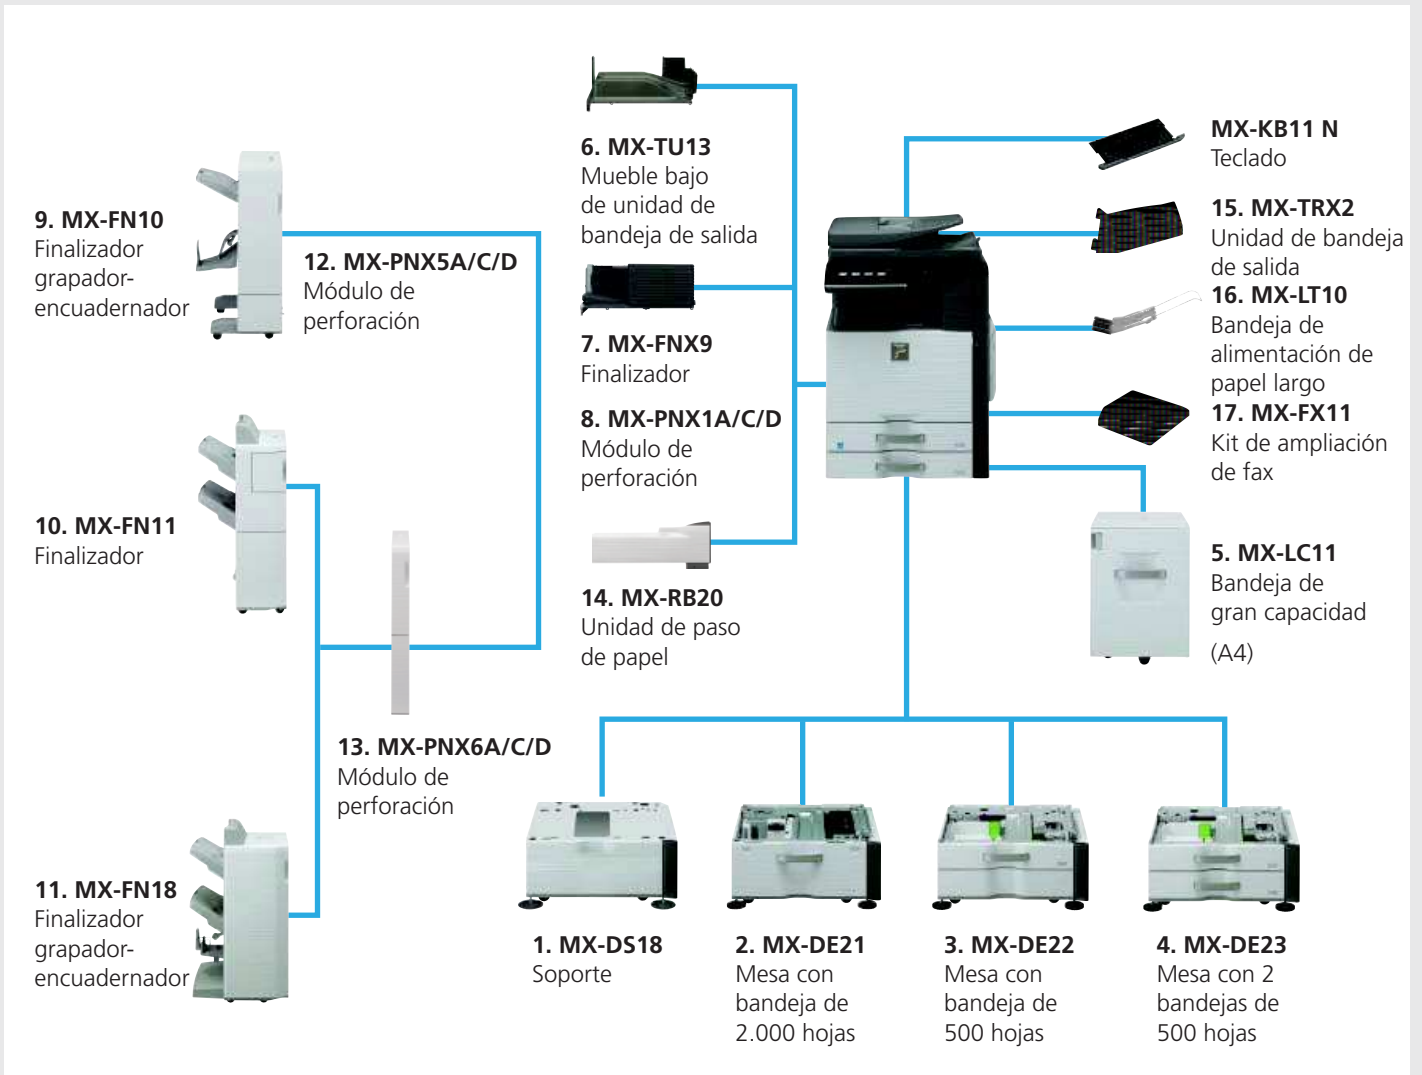 9. MX-FN10
Finalizador
grapador-
encuadernador
12. MX-PNX5A/C/D
Módulo de
perforación
10. MX-FN11
Finalizador
13. MX-PNX6A/C/D
Módulo de
perforación
11. MX-FN18
Finalizador
grapador-
encuadernador
6. MX-TU13
Mueble bajo
de unidad de
bandeja de salida
7. MX-FNX9
Finalizador
8. MX-PNX1A/C/D
Módulo de
perforación
14. MX-RB20
Unidad de paso
de papel
MX-KB11 N
Teclado
15. MX-TRX2
Unidad de bandeja
de salida
16. MX-LT10
Bandeja de
alimentación de
papel largo
17. MX-FX11
Kit de ampliación
de fax
5. MX-LC11
Bandeja de
gran capacidad
(A4)
1. MX-DS18
Soporte
2. MX-DE21
Mesa con
bandeja de
2.000 hojas
3. MX-DE22
Mesa con
bandeja de
500 hojas
4. MX-DE23
Mesa con 2
bandejas de
500 hojas